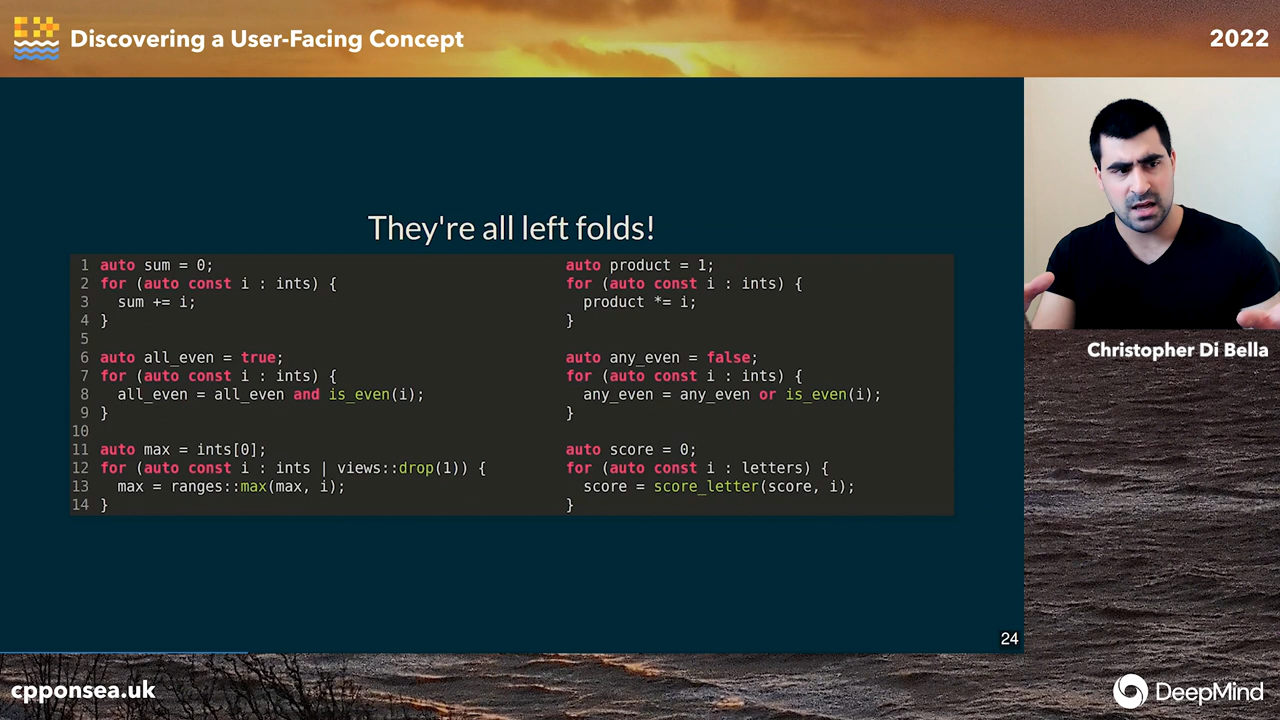 Discovering a User-Facing Concept
2022
They're all left folds!
1 auto sum = 0;
2 for (auto const i : ints) {
3   sum += i;
4 }
5
6 auto all_even = true;
7 for (auto const i : ints) {
8   all_even = all_even and is_even(i);
9 }
10
11 auto max = ints[0];
12 for (auto const i : ints | views::drop(1)) {
13   max = ranges::max(max, i);
14 }
auto product = 1;
for (auto const i : ints) {
  product *= i;
}
auto any_even = false;
for (auto const i : ints) {
  any_even = any_even or is_even(i);
}
auto score = 0;
for (auto const i : letters) {
  score = score_letter(score, i);
}
24
Christopher Di Bella
cpponsea.uk
DeepMind